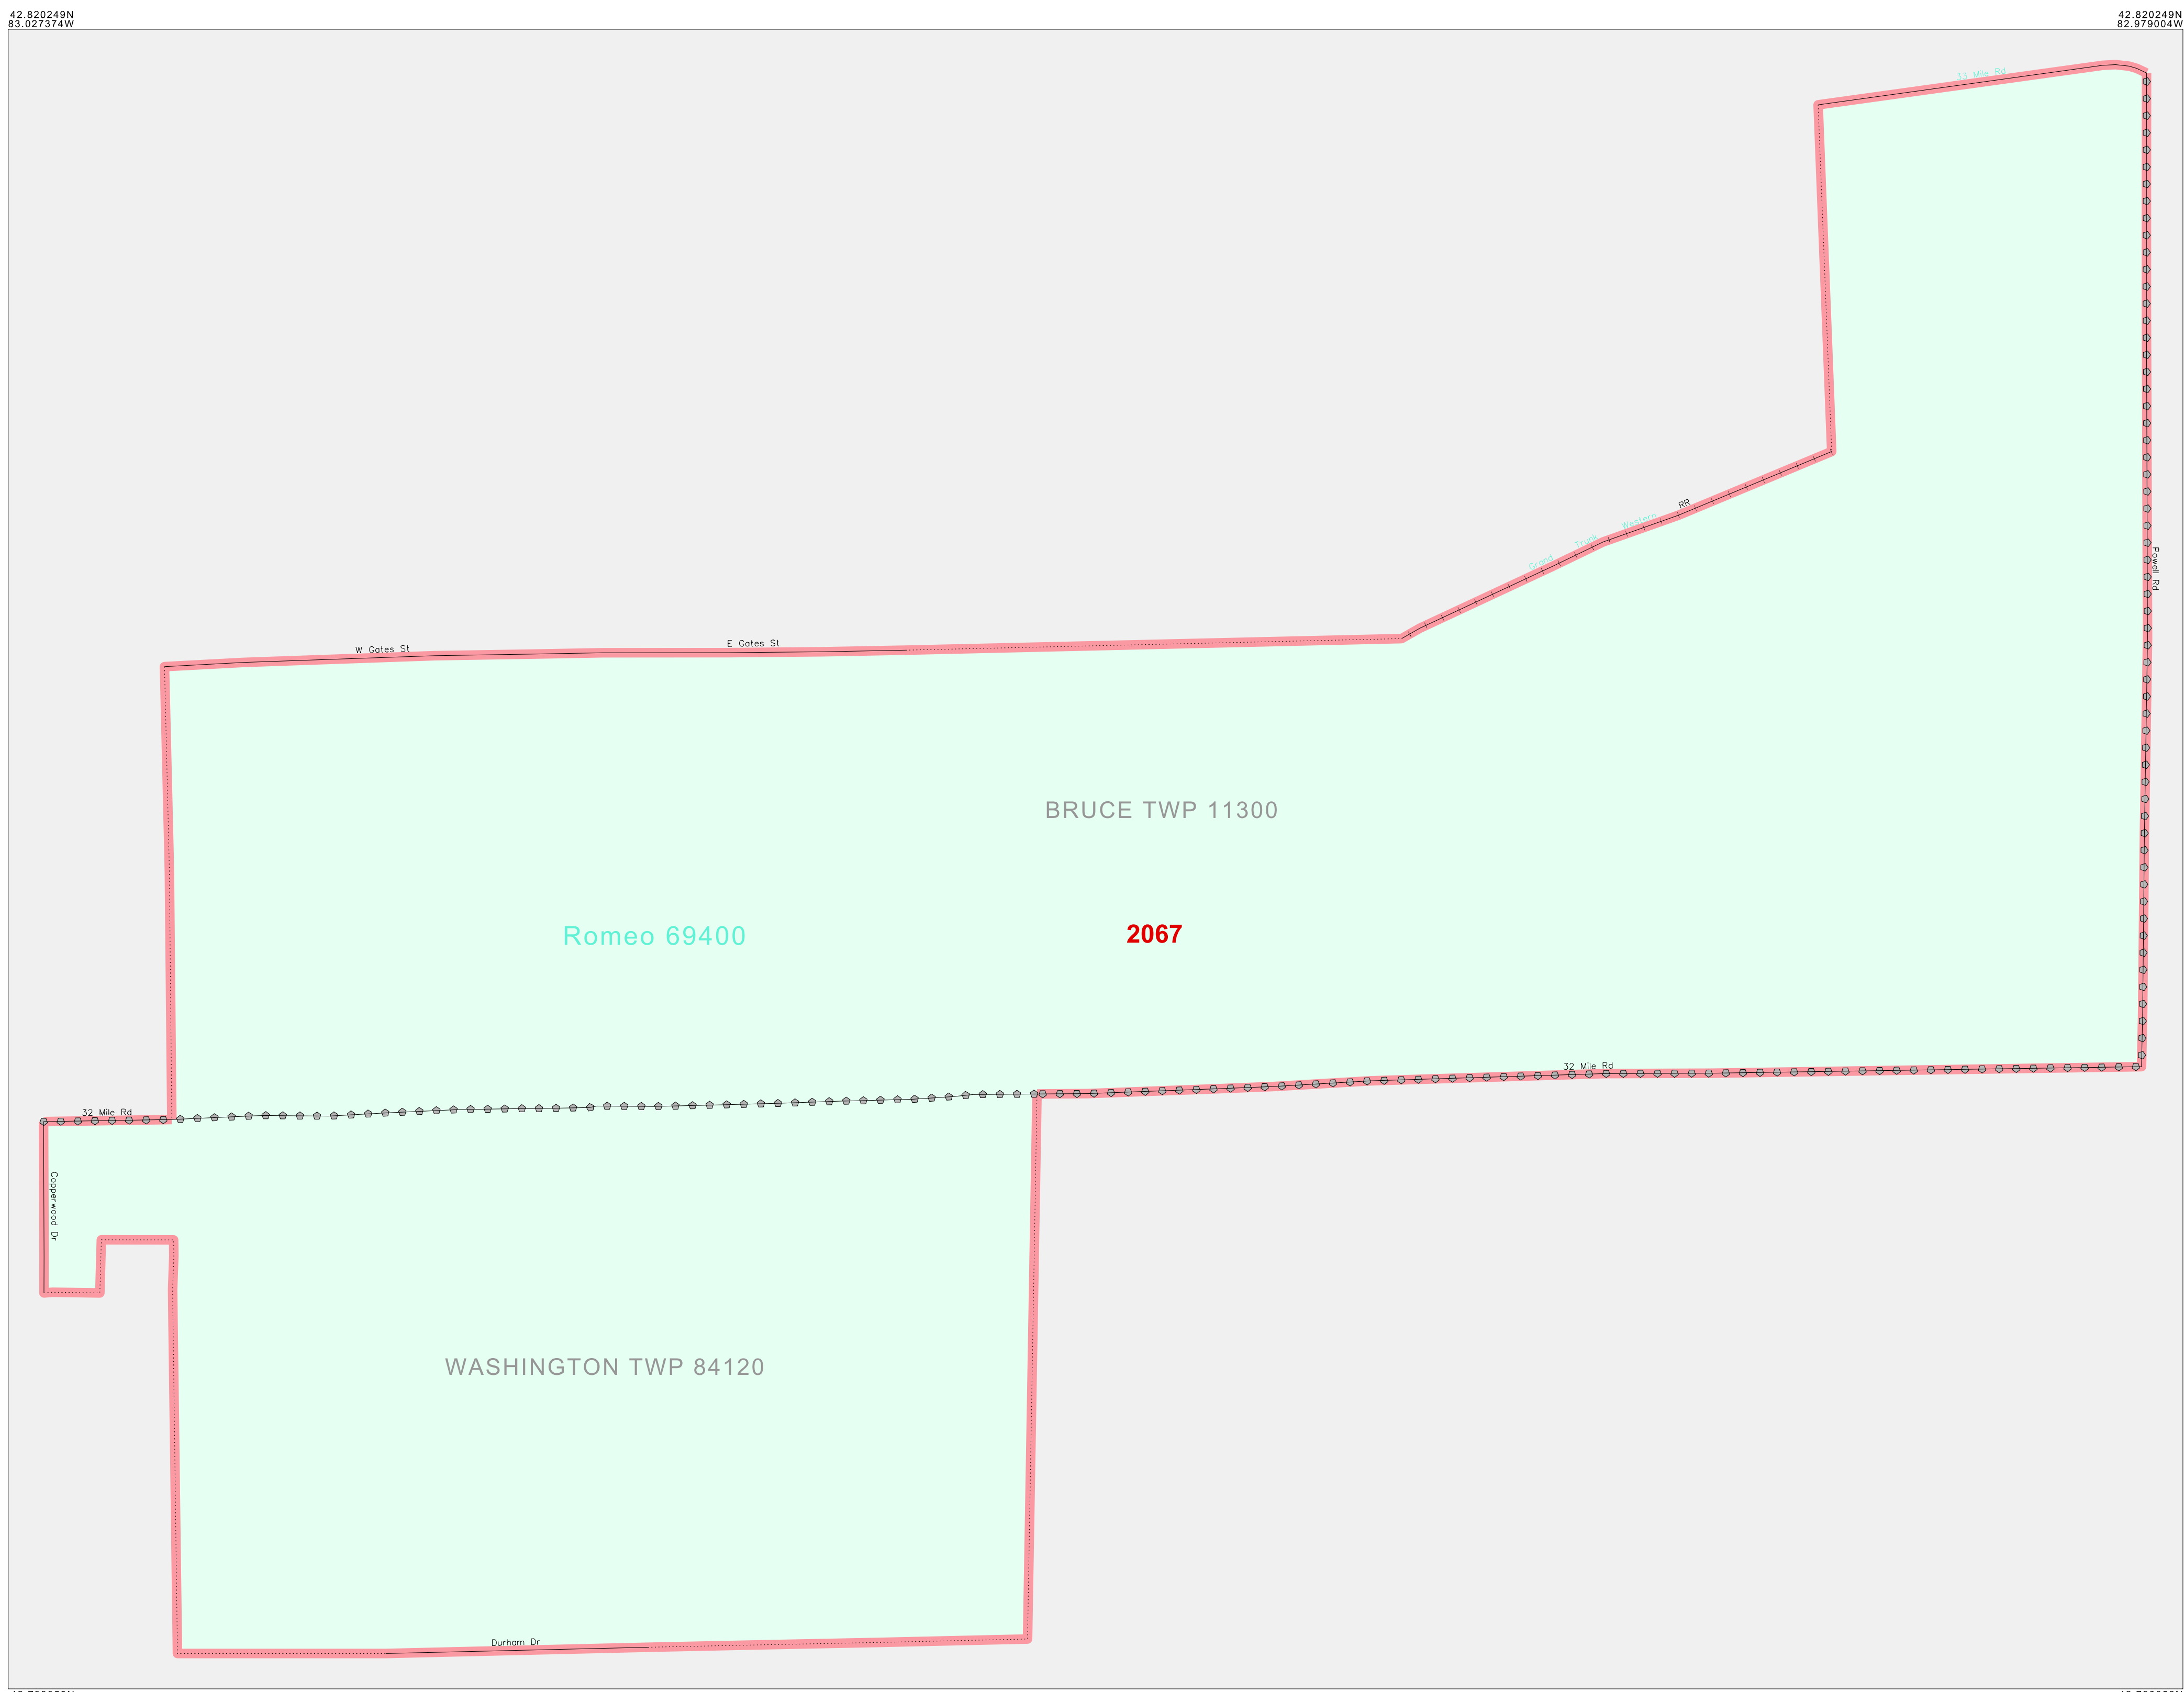 42.820249N
83.027374W
42.820249N
82.979004W
33 Mile Rd
RR
Western
Trunk
Grand
Powell Rd
E Gates St
W Gates St
BRUCE TWP 11300
Romeo 69400
2067
32 Mile Rd
32 Mile Rd
Copperwood Dr
WASHINGTON TWP 84120
Durham Dr